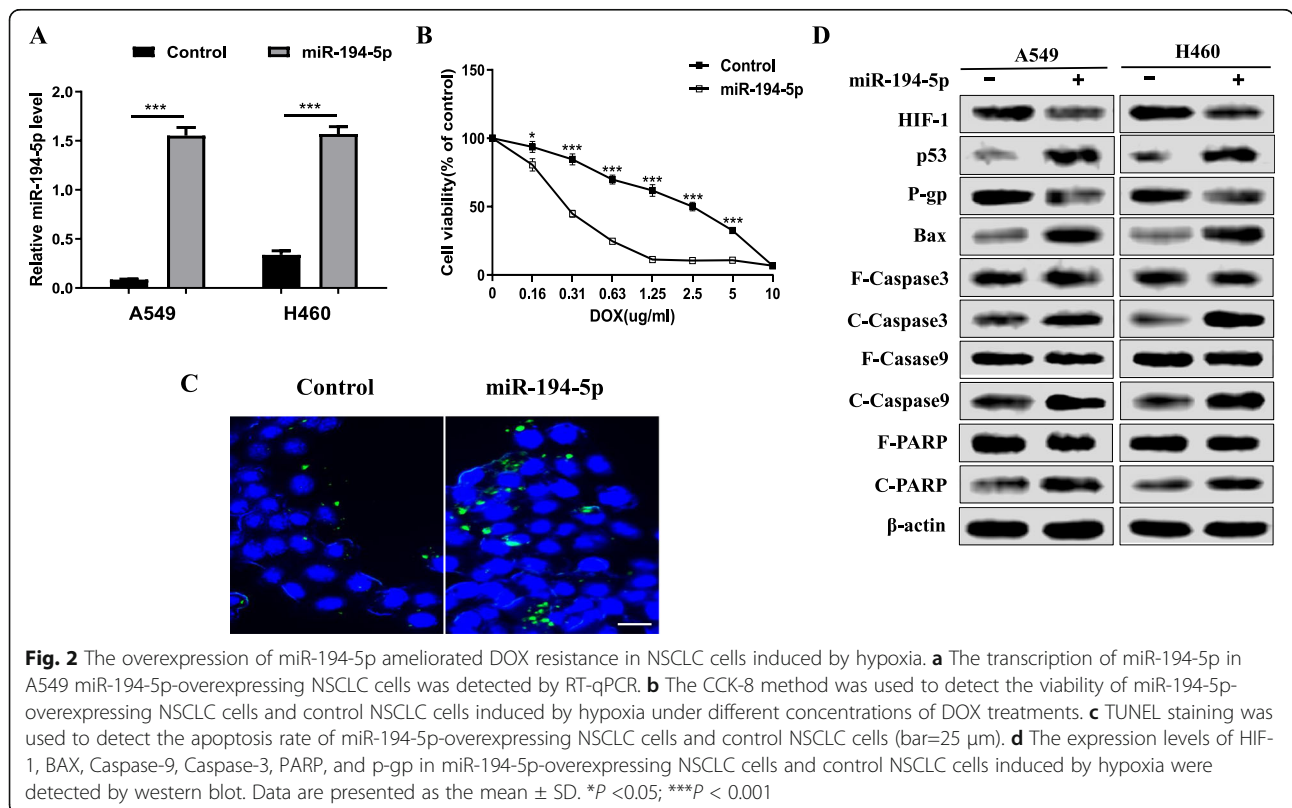 A
Control
miR-194-5p
Relative miR-194-5p level
2.0
1.5
1.0
0.5
0.0
***
***
A549
H460
B
Control
miR-194-5p
Cell viability(% of control)
150
100
50
0
* *** *** *** *** ***
0 0.16 0.31 0.63 1.25 2.5 5 10
DOX(ug/ml)
C
Control
miR-194-5p
D
A549
H460
miR-194-5p − + − +
HIF-1
p53
P-gp
Bax
F-Caspase3
C-Caspase3
F-Casase9
C-Caspase9
F-PARP
C-PARP
β-actin
Fig. 2 The overexpression of miR-194-5p ameliorated DOX resistance in NSCLC cells induced by hypoxia. a The transcription of miR-194-5p in
A549 miR-194-5p-overexpressing NSCLC cells was detected by RT-qPCR. b The CCK-8 method was used to detect the viability of miR-194-5p-
overexpressing NSCLC cells and control NSCLC cells induced by hypoxia under different concentrations of DOX treatments. c TUNEL staining was
used to detect the apoptosis rate of miR-194-5p-overexpressing NSCLC cells and control NSCLC cells (bar=25 μm). d The expression levels of HIF-
1, BAX, Caspase-9, Caspase-3, PARP, and p-gp in miR-194-5p-overexpressing NSCLC cells and control NSCLC cells induced by hypoxia were
detected by western blot. Data are presented as the mean ± SD. *P <0.05; ***P < 0.001